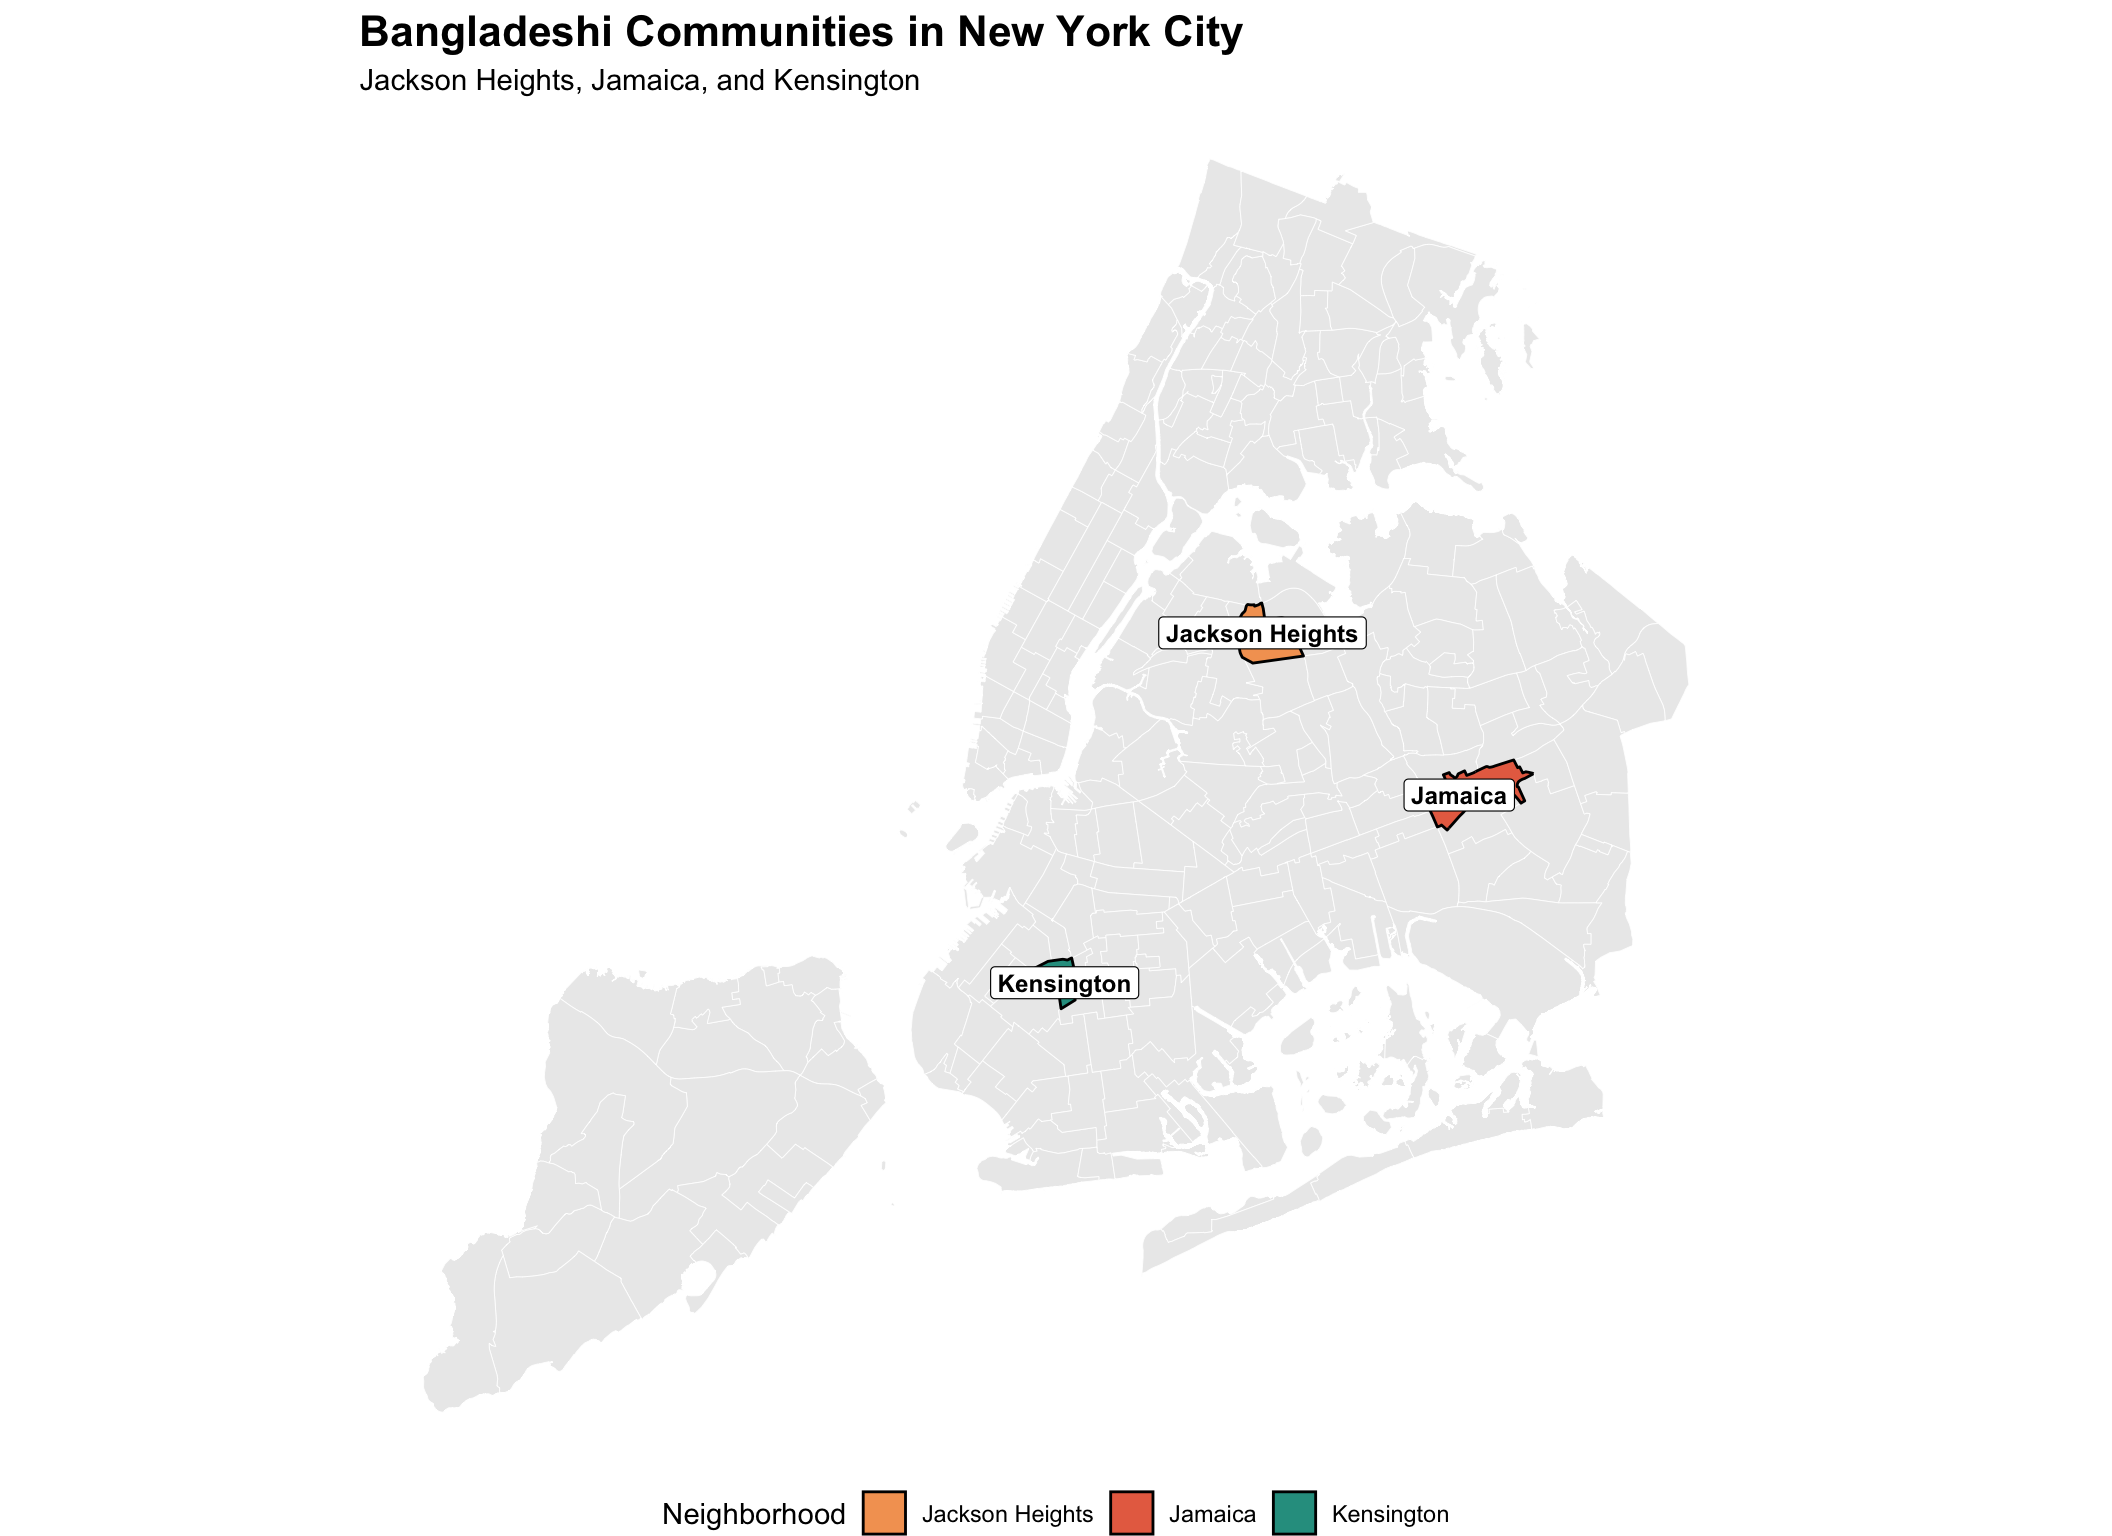 Bangladeshi Communities in New York City
Jackson Heights, Jamaica, and Kensington
Jackson Heights
Jamaica
Kensington
Neighborhood Jackson Heights Jamaica Kensington